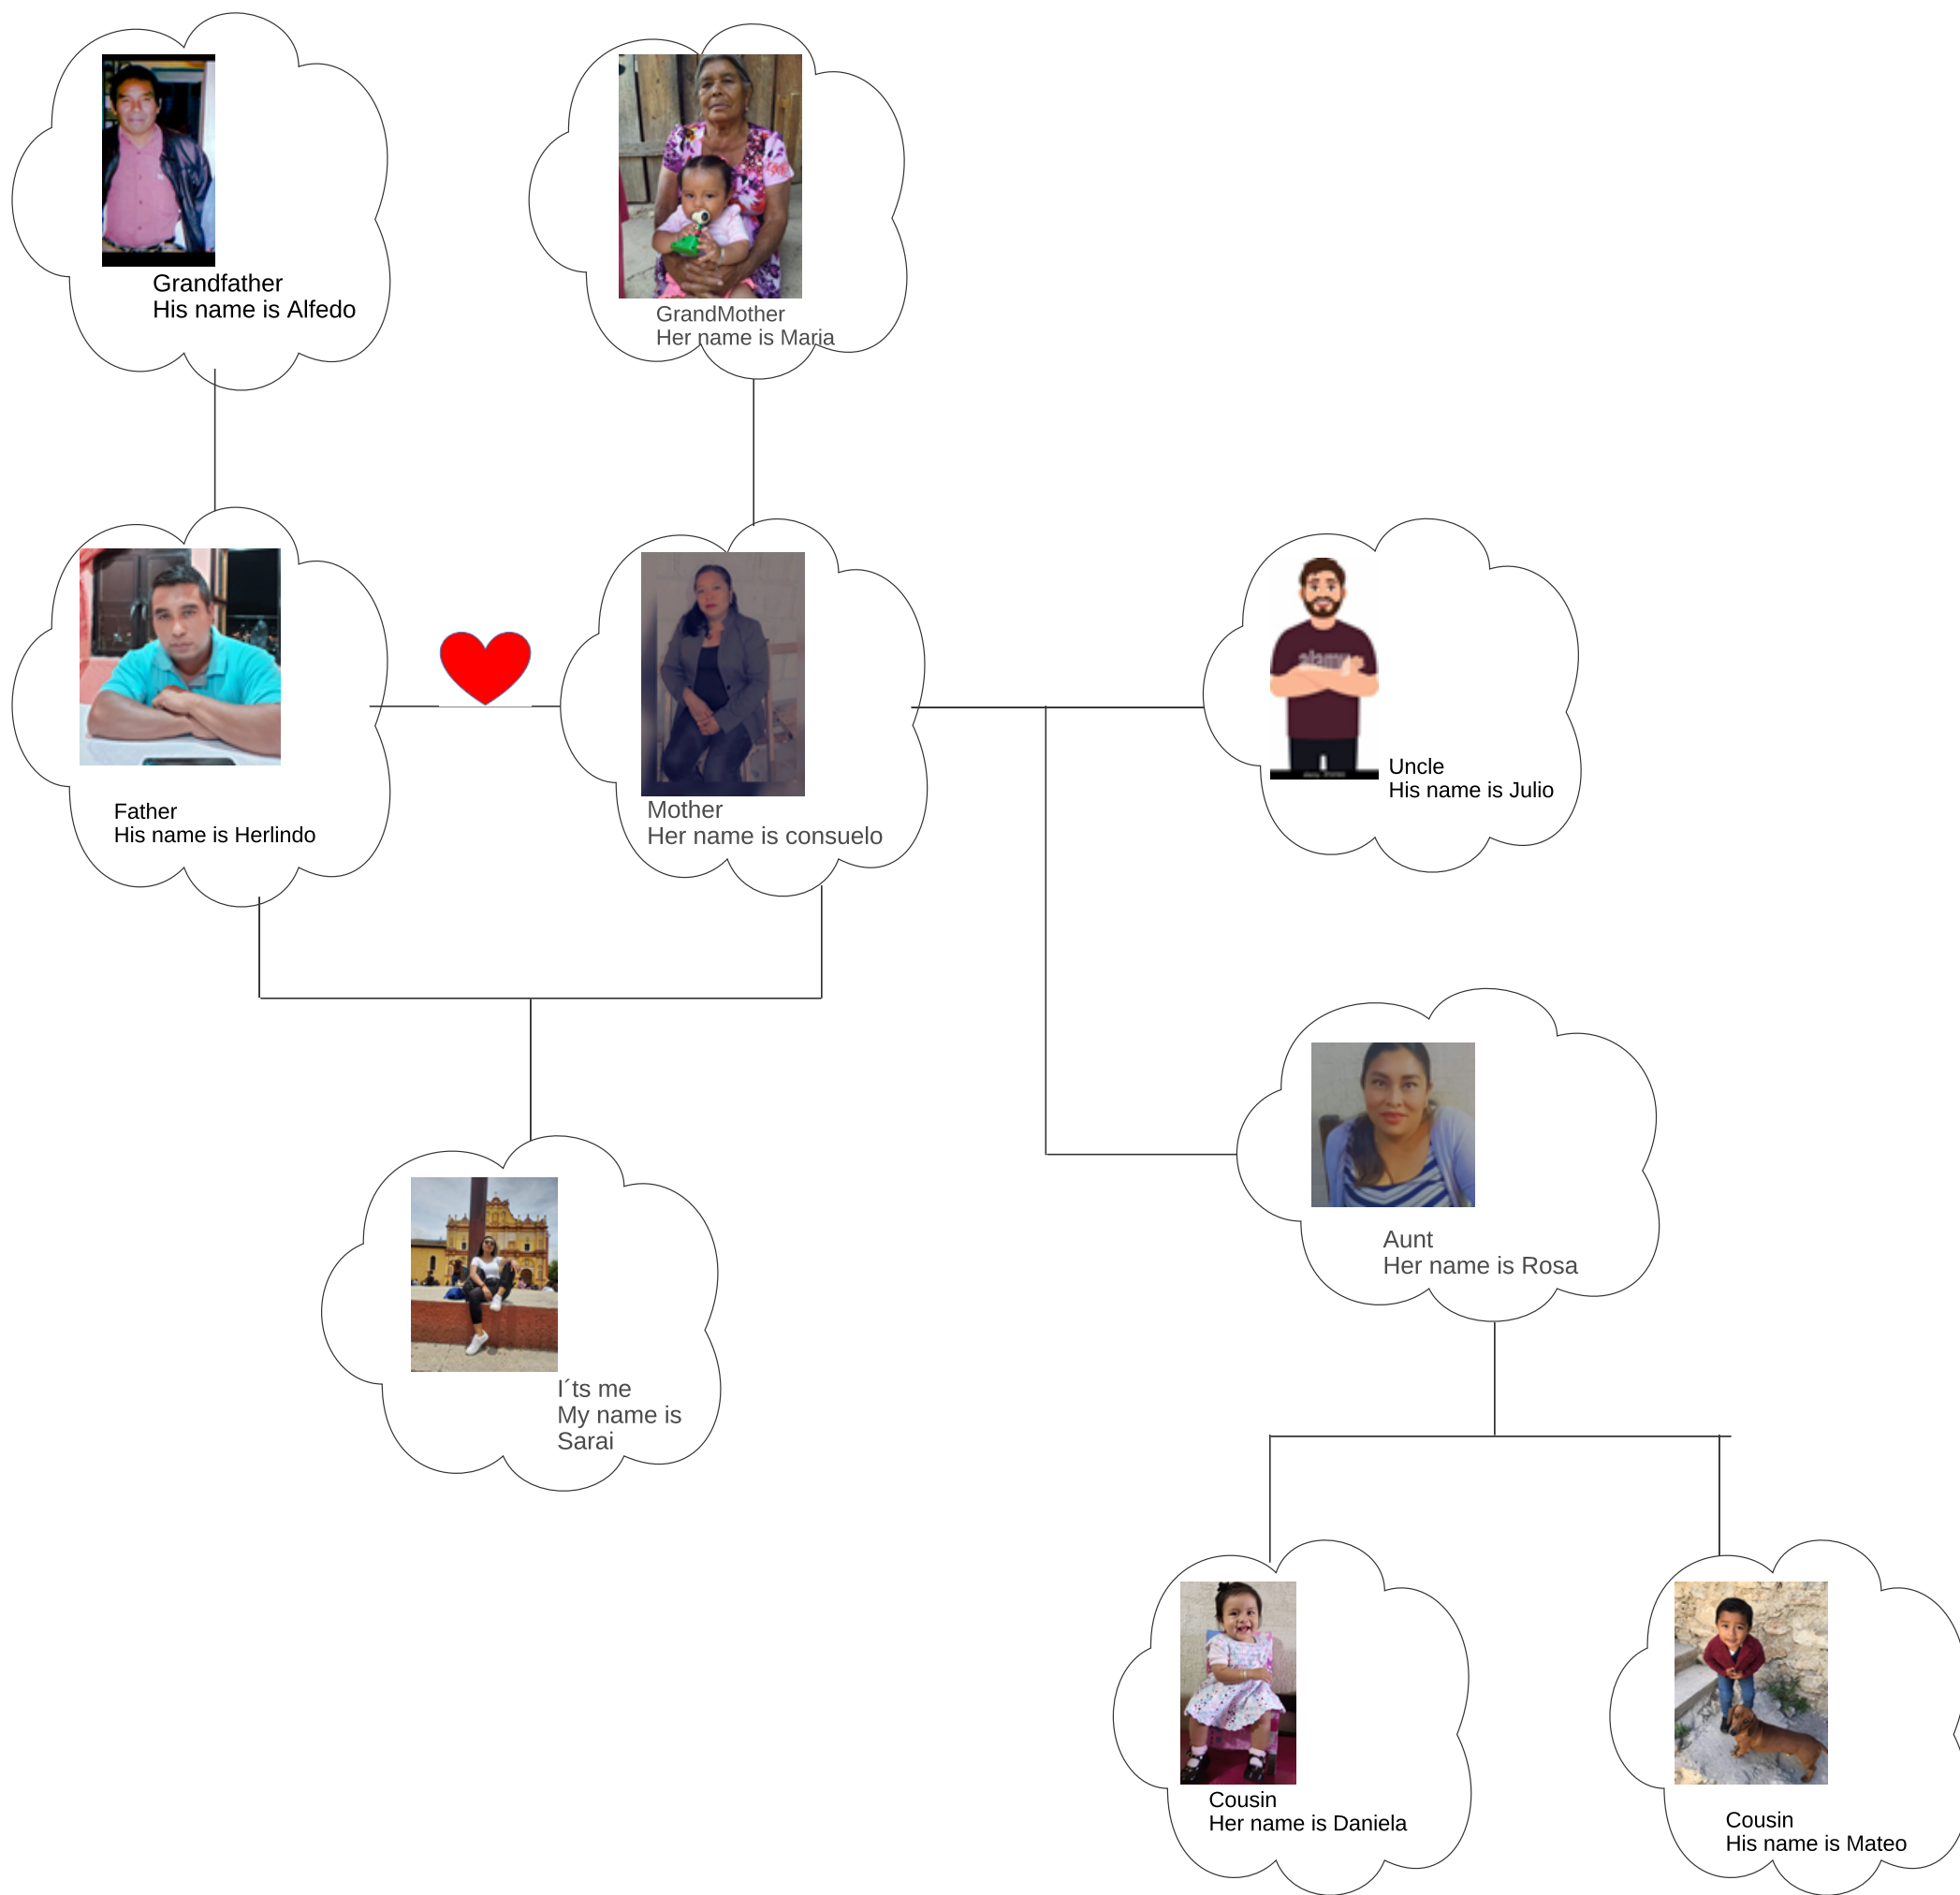 Grandfather
His name is Alfedo
GrandMother
Her name is Maria
Father
His name is Herlindo
Mother
Her name is consuelo
Uncle
His name is Julio
Aunt
Her name is Rosa
I´ts me
My name is
Sarai
Cousin
Her name is Daniela
Cousin
His name is Mateo